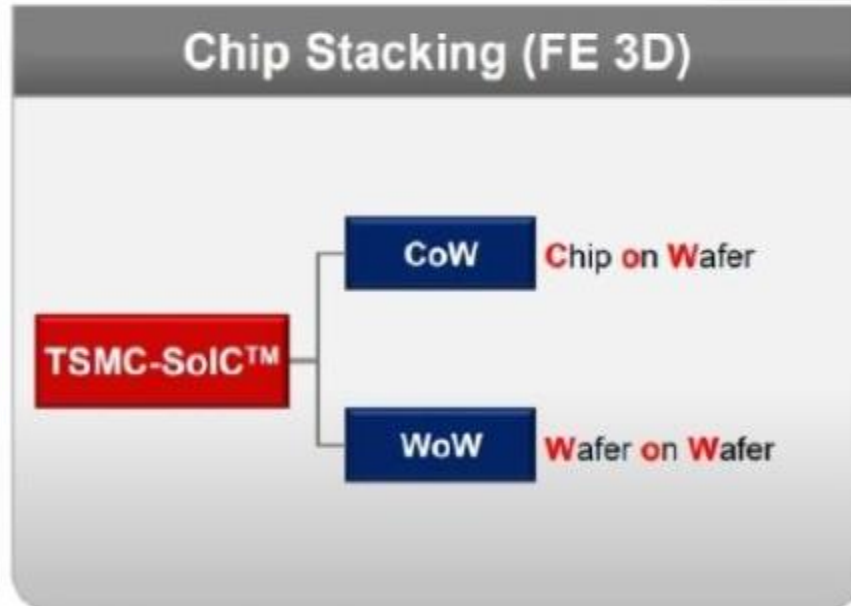 Chip Stacking (FE 3D)
CoW
Chip on Wafer
TSMC-SoIC™
WoW
Wafer on Wafer